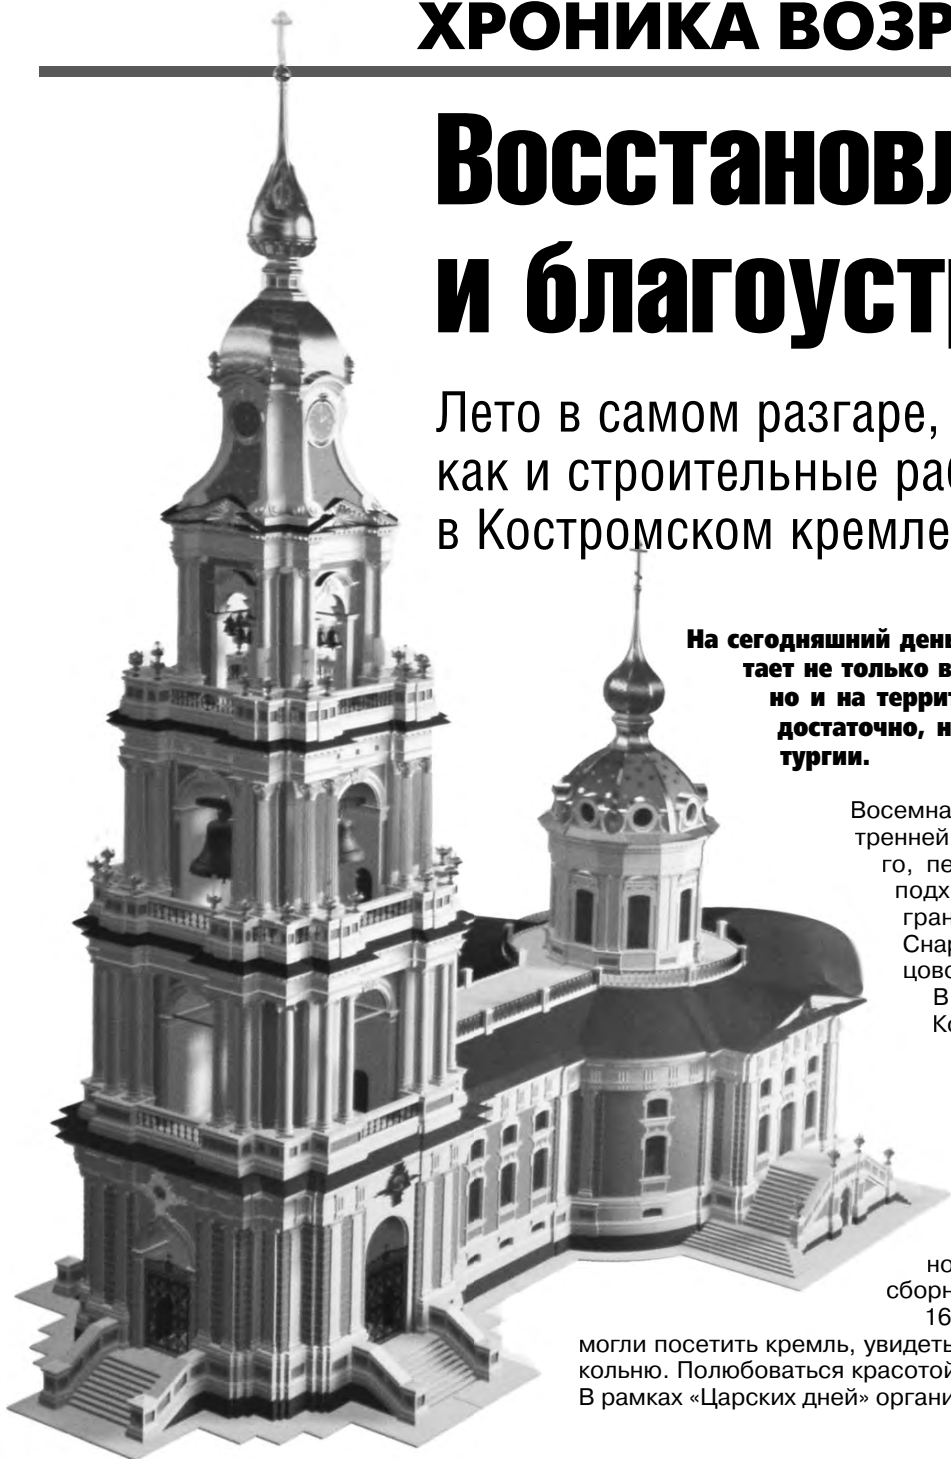 ХРОНИКА ВОЗР
Восстановл
и благоустр
Лето в самом разгаре,
как и строительные раб
в Костромском кремле
На сегодняшний день
тает не только в
но и на террит
достаточно, н
тургии.
Восемна
тренней
го, пе
подх
гран
Снар
цово
В
Ко
но
сборн
16
могли посетить кремль, увидеть
кольню. Полюбоваться красотой
В рамках «Царских дней» органи